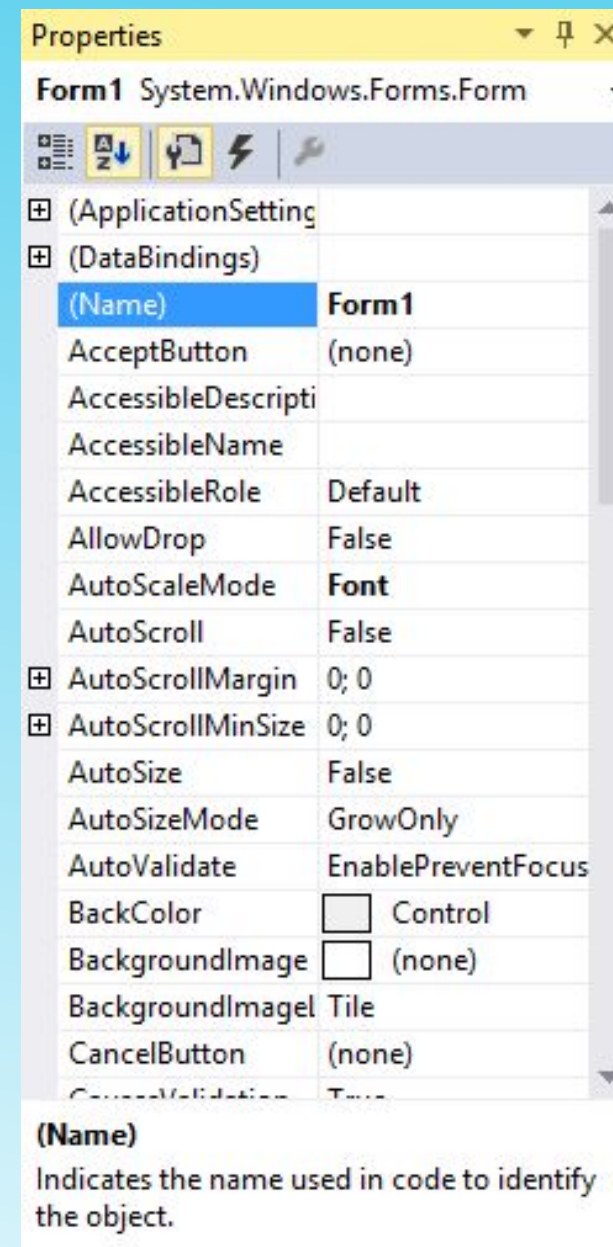 Properties
Form1 System.Windows.Forms.Form
(ApplicationSetting
(DataBindings)
(Name) Form1
AcceptButton (none)
AccessibleDescripti
AccessibleName
AccessibleRole Default
AllowDrop False
AutoScaleMode Font
AutoScroll False
AutoScrollMargin 0; 0
AutoScrollMinSize 0; 0
AutoSize False
AutoSizeMode GrowOnly
AutoValidate EnablePreventFocus
BackColor Control
BackgroundImage (none)
BackgroundImageL Tile
CancelButton (none)
CausesValidation True
(Name)
Indicates the name used in code to identify
the object.